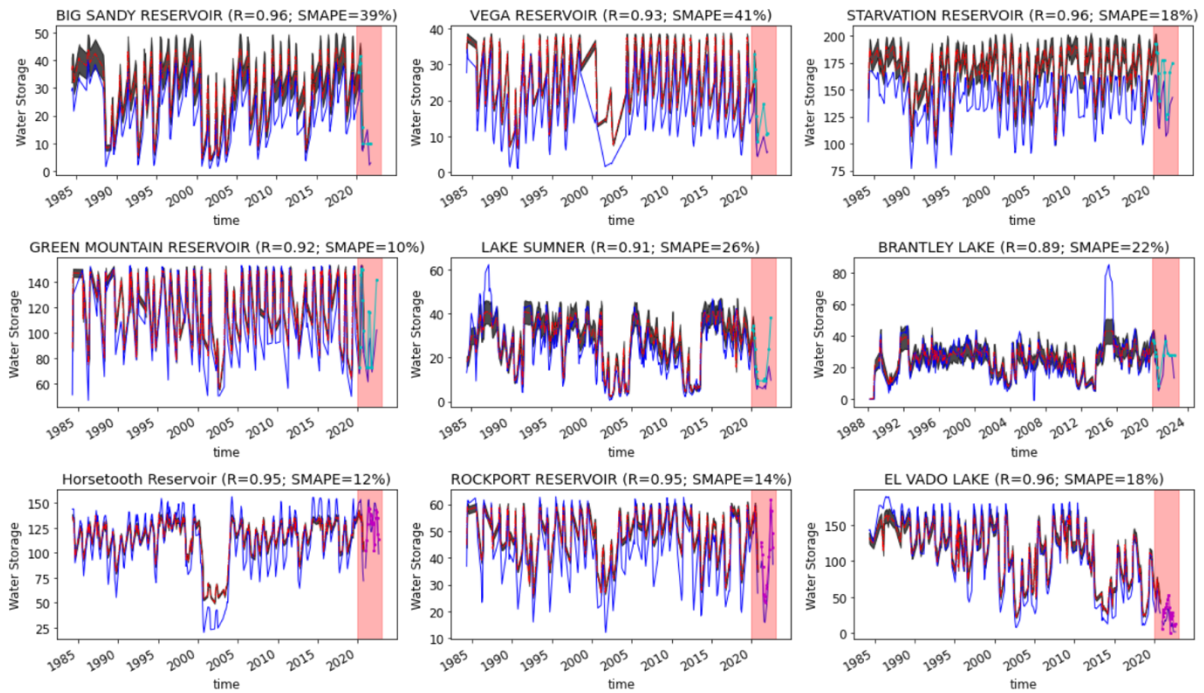 BIG SANDY RESERVOIR (R=0.96; SMAPE=39%)
VEGA RESERVOIR (R=0.93; SMAPE=41%)
STARVATION RESERVOIR (R=0.96; SMAPE=18%)
Water Storage
50
40
30
20
10
0
1985 1990 1995 2000 2005 2010 2015 2020
time
Water Storage
40
30
20
10
0
1985 1990 1995 2000 2005 2010 2015 2020
time
Water Storage
200
175
150
125
100
75
1985 1990 1995 2000 2005 2010 2015 2020
time
GREEN MOUNTAIN RESERVOIR (R=0.92; SMAPE=10%)
LAKE SUMNER (R=0.91; SMAPE=26%)
BRANTLEY LAKE (R=0.89; SMAPE=22%)
Water Storage
140
120
100
80
60
1985 1990 1995 2000 2005 2010 2015 2020
time
Water Storage
60
40
20
0
1985 1990 1995 2000 2005 2010 2015 2020
time
Water Storage
80
60
40
20
0
1988 1992 1996 2000 2004 2008 2012 2016 2020 2024
time
Horsetooth Reservoir (R=0.95; SMAPE=12%)
ROCKPORT RESERVOIR (R=0.95; SMAPE=14%)
EL VADO LAKE (R=0.96; SMAPE=18%)
Water Storage
150
125
100
75
50
25
1985 1990 1995 2000 2005 2010 2015 2020
time
Water Storage
60
50
40
30
20
10
1985 1990 1995 2000 2005 2010 2015 2020
time
Water Storage
150
100
50
0
1985 1990 1995 2000 2005 2010 2015 2020
time